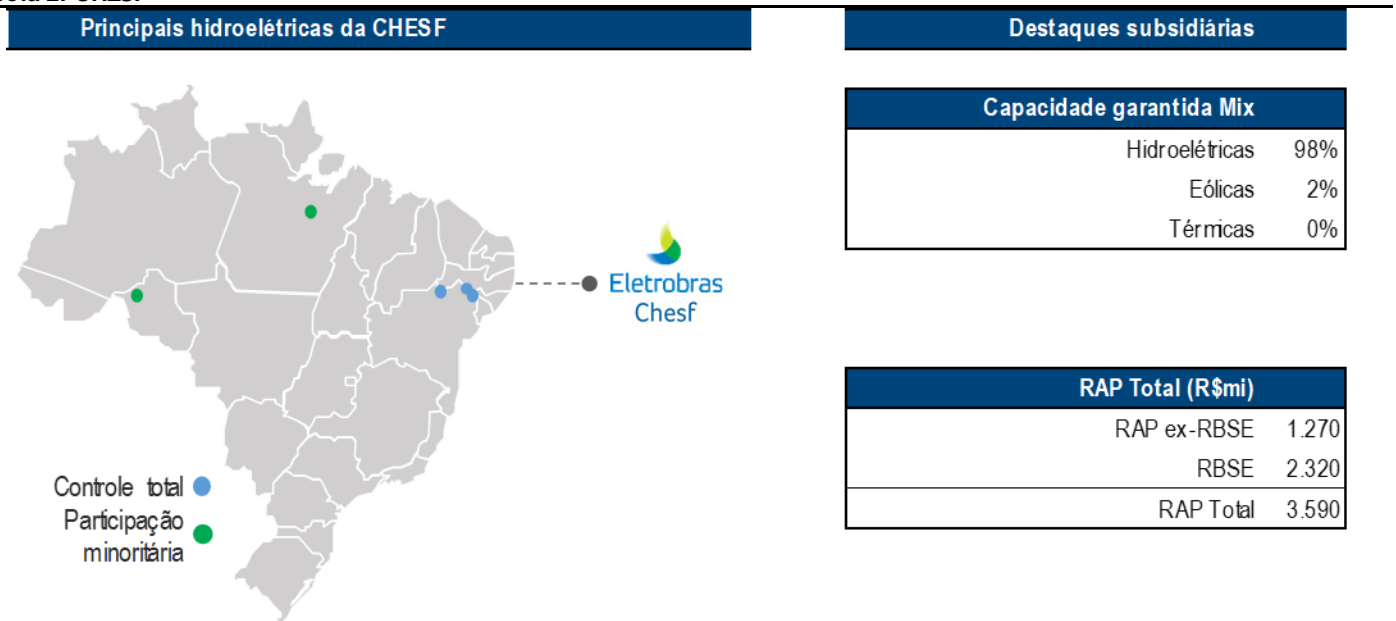 Principais hidroelétricas da CHESF
Destaques subsidiárias
Capacidade garantida Mix
Hidroelétricas 98%
Eólicas 2%
Térmicas 0%
Eletrobras
Chesf
RAP Total (R$mi)
RAP ex-RBSE 1.270
RBSE 2.320
RAP Total 3.590
Controle total
Participação
minoritária